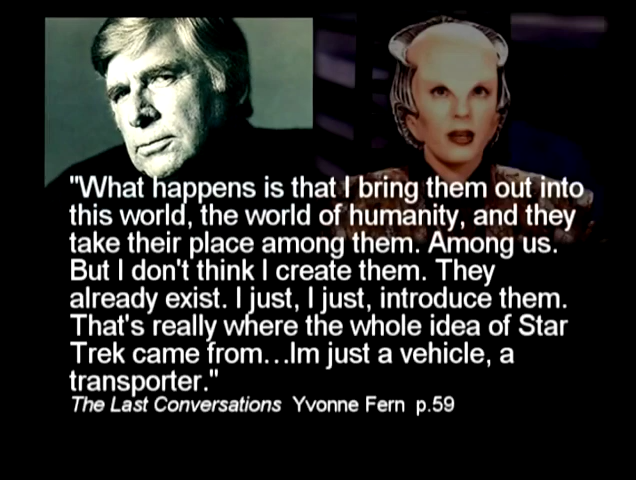 "What happens is that I bring them out into
this world, the world of humanity, and they
take their place among them. Among us.
But I don't think I create them. They
already exist. I just, I just, introduce them.
That's really where the whole idea of Star
Trek came from...Im just a vehicle, a
transporter."
The Last Conversations Yvonne Fern p.59